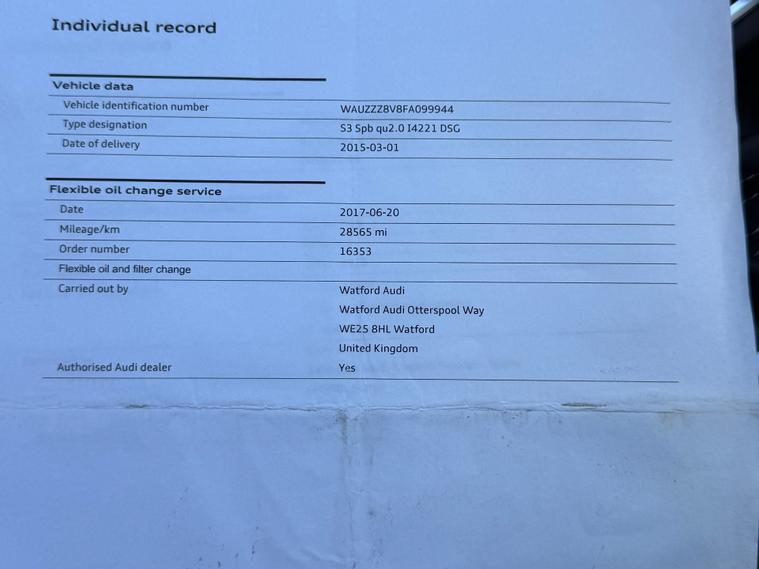 Individual record
Vehicle data
Vehicle identification number WAUZZZ8V8FA099944
Type designation S3 Spb qu2.0 I4221 DSG
Date of delivery 2015-03-01
Flexible oil change service
Date 2017-06-20
Mileage/km 28565 mi
Order number 16353
Flexible oil and filter change
Carried out by Watford Audi
Watford Audi Otterspool Way
WE25 8HL Watford
United Kingdom
Authorised Audi dealer Yes